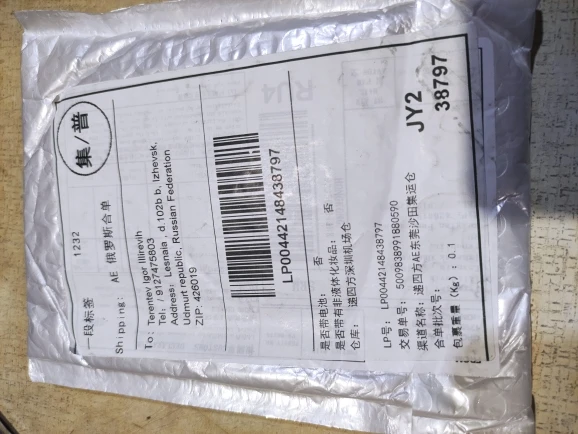 集/普
1232
一段标签
Shipping: AE 俄罗斯合单
To: Terentey Igor Illirievih
Tel: / 9127475603
Address: Lesnaia , d.102b b, Izhevsk,
Udmurt republic, Russian Federation
ZIP: 426019
LP00442148438797
是否带电池: 否
是否带有非液体化妆品: 否
仓库: 递四方深圳机场仓
LP号: LP00442148438797
交易单号: 5009838991880590
渠道名称: 递四方AE东莞沙田集运仓
合单批次号:
包裹重量(Kg): 0.1
JY2
38797